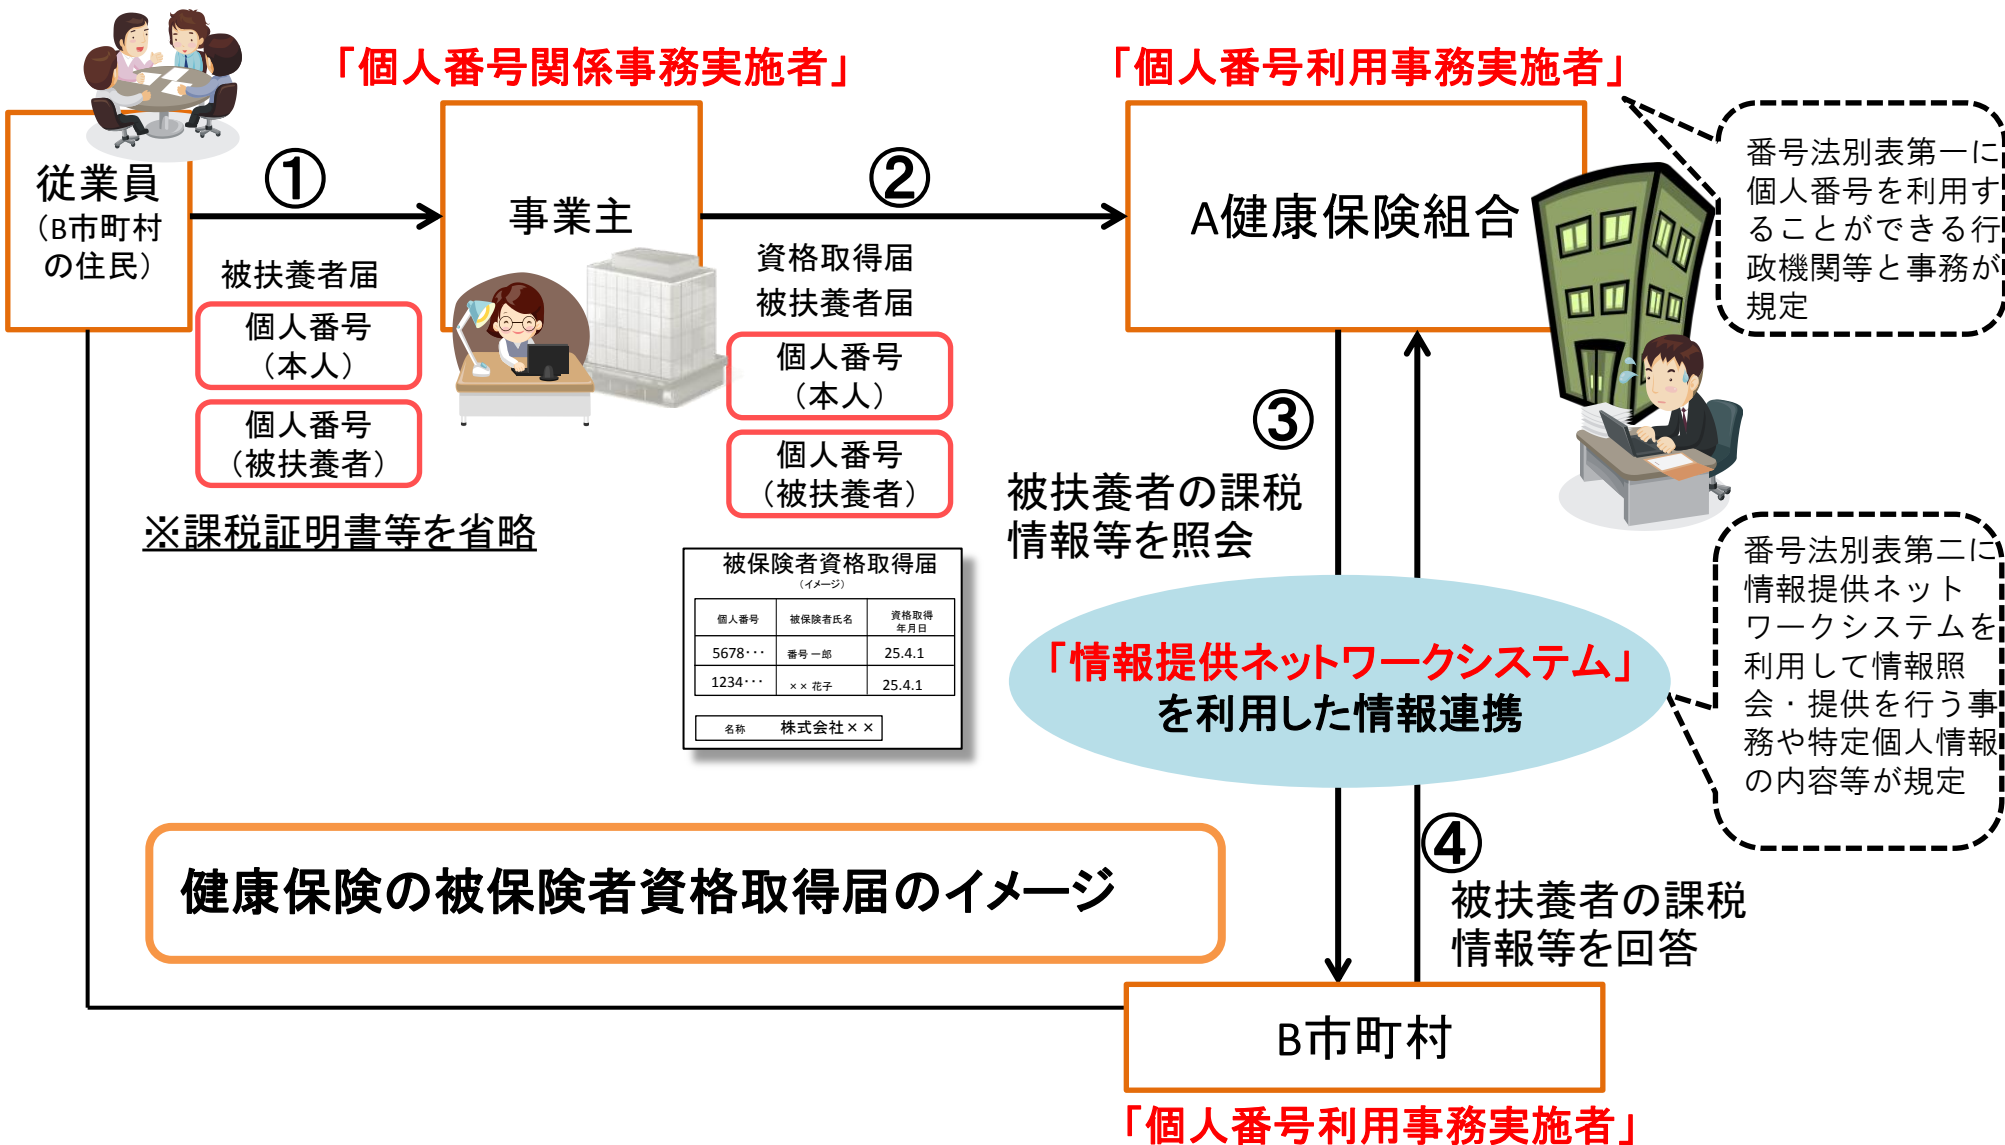 「個人番号関係事務実施者」
「個人番号利用事務実施者」
従業員
（B市町村
の住民）
①
事業主
②
A健康保険組合
番号法別表第一に
個人番号を利用す
ることができる行
政機関等と事務が
規定
被扶養者届
個人番号
（本人）
個人番号
（被扶養者）
※課税証明書等を省略
資格取得届
被扶養者届
個人番号
（本人）
個人番号
（被扶養者）
③
被扶養者の課税
情報等を照会
被保険者資格取得届
（イメージ）
個人番号 被保険者氏名 資格取得
年月日
5678･･･ 番号 一郎 25.4.1
1234･･･ ×× 花子 25.4.1
名称 株式会社××
「情報提供ネットワークシステム」
を利用した情報連携
番号法別表第二に
情報提供ネット
ワークシステムを
利用して情報照
会・提供を行う事
務や特定個人情報
の内容等が規定
④
被扶養者の課税
情報等を回答
健康保険の被保険者資格取得届のイメージ
B市町村
「個人番号利用事務実施者」